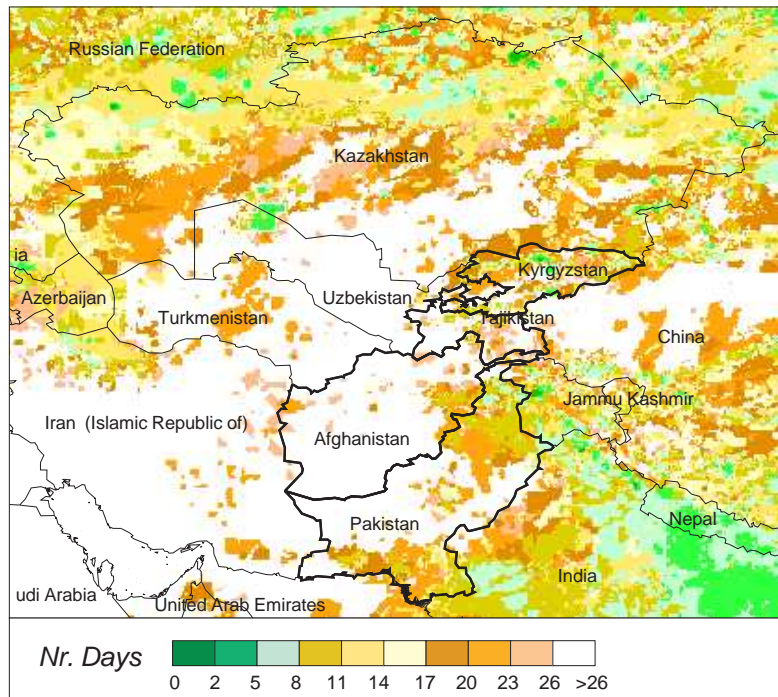 Russian Federation
Kazakhstan
ia
Kyrgyzstan
Azerbaijan
Uzbekistan
Turkmenistan
Tajikistan
China
Jammu Kashmir
Iran (Islamic Republic of)
Afghanistan
Pakistan
Nepal
India
udi Arabia
United Arab Emirates
Nr. Days
0 2 5 8 11 14 17 20 23 26 >26